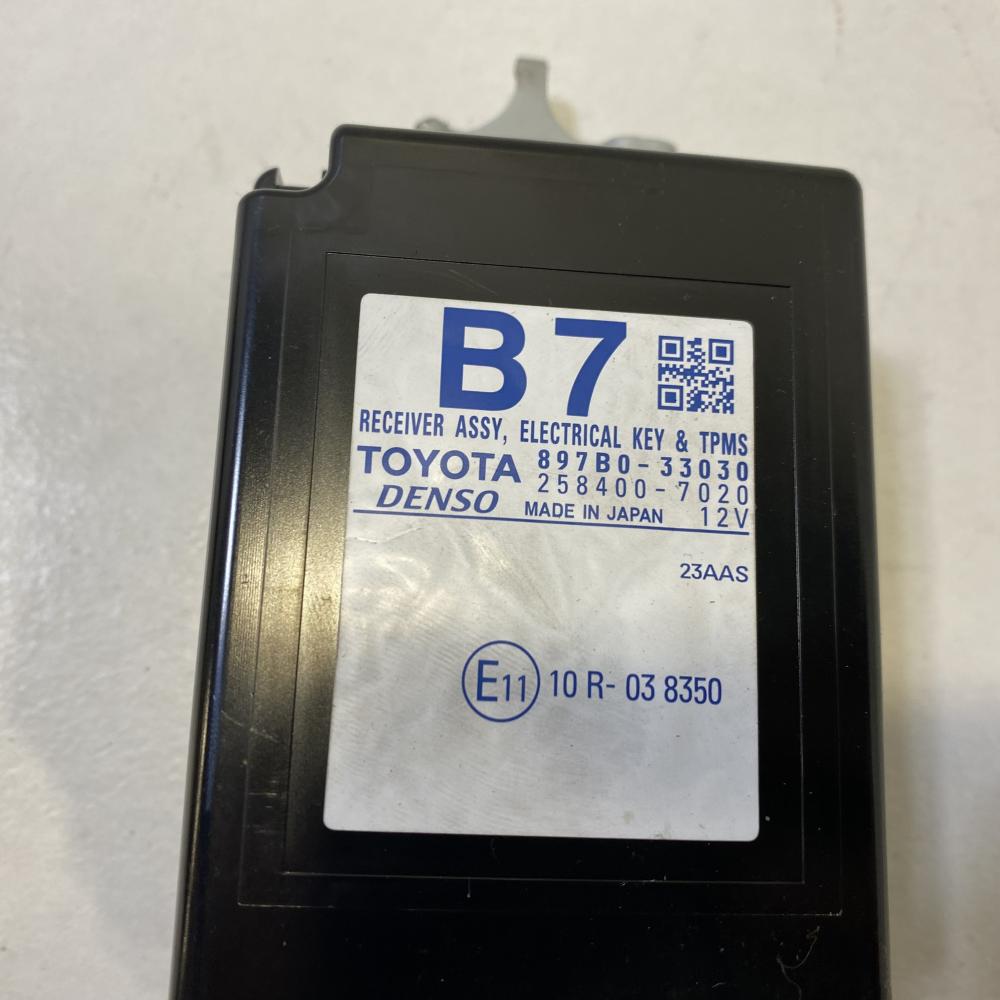 B7
RECEIVER ASSY, ELECTRICAL KEY & TPMS
TOYOTA 897B0-33030
DENSO 258400-7020
MADE IN JAPAN 12V
23AAS
E11 10 R- 03 8350